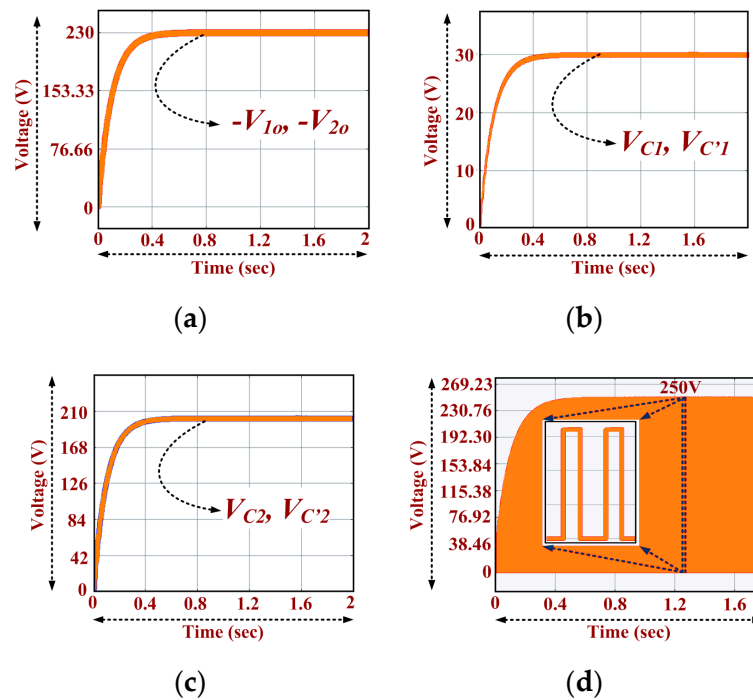 230
153.33
76.66
0
Voltage (V)
-V1o, -V2o
0 0.4 0.8 1.2 1.6 2
Time (sec)
(a)
30
20
10
0
Voltage (V)
VC1, VC'1
0 0.4 0.8 1.2 1.6 2
Time (sec)
(b)
210
168
126
84
42
0
Voltage (V)
VC2, VC'2
0 0.4 0.8 1.2 1.6 2
Time (sec)
(c)
269.23
230.76
192.30
153.84
115.38
76.92
38.46
0
Voltage (V)
250V
0 0.4 0.8 1.2 1.6
Time (sec)
(d)